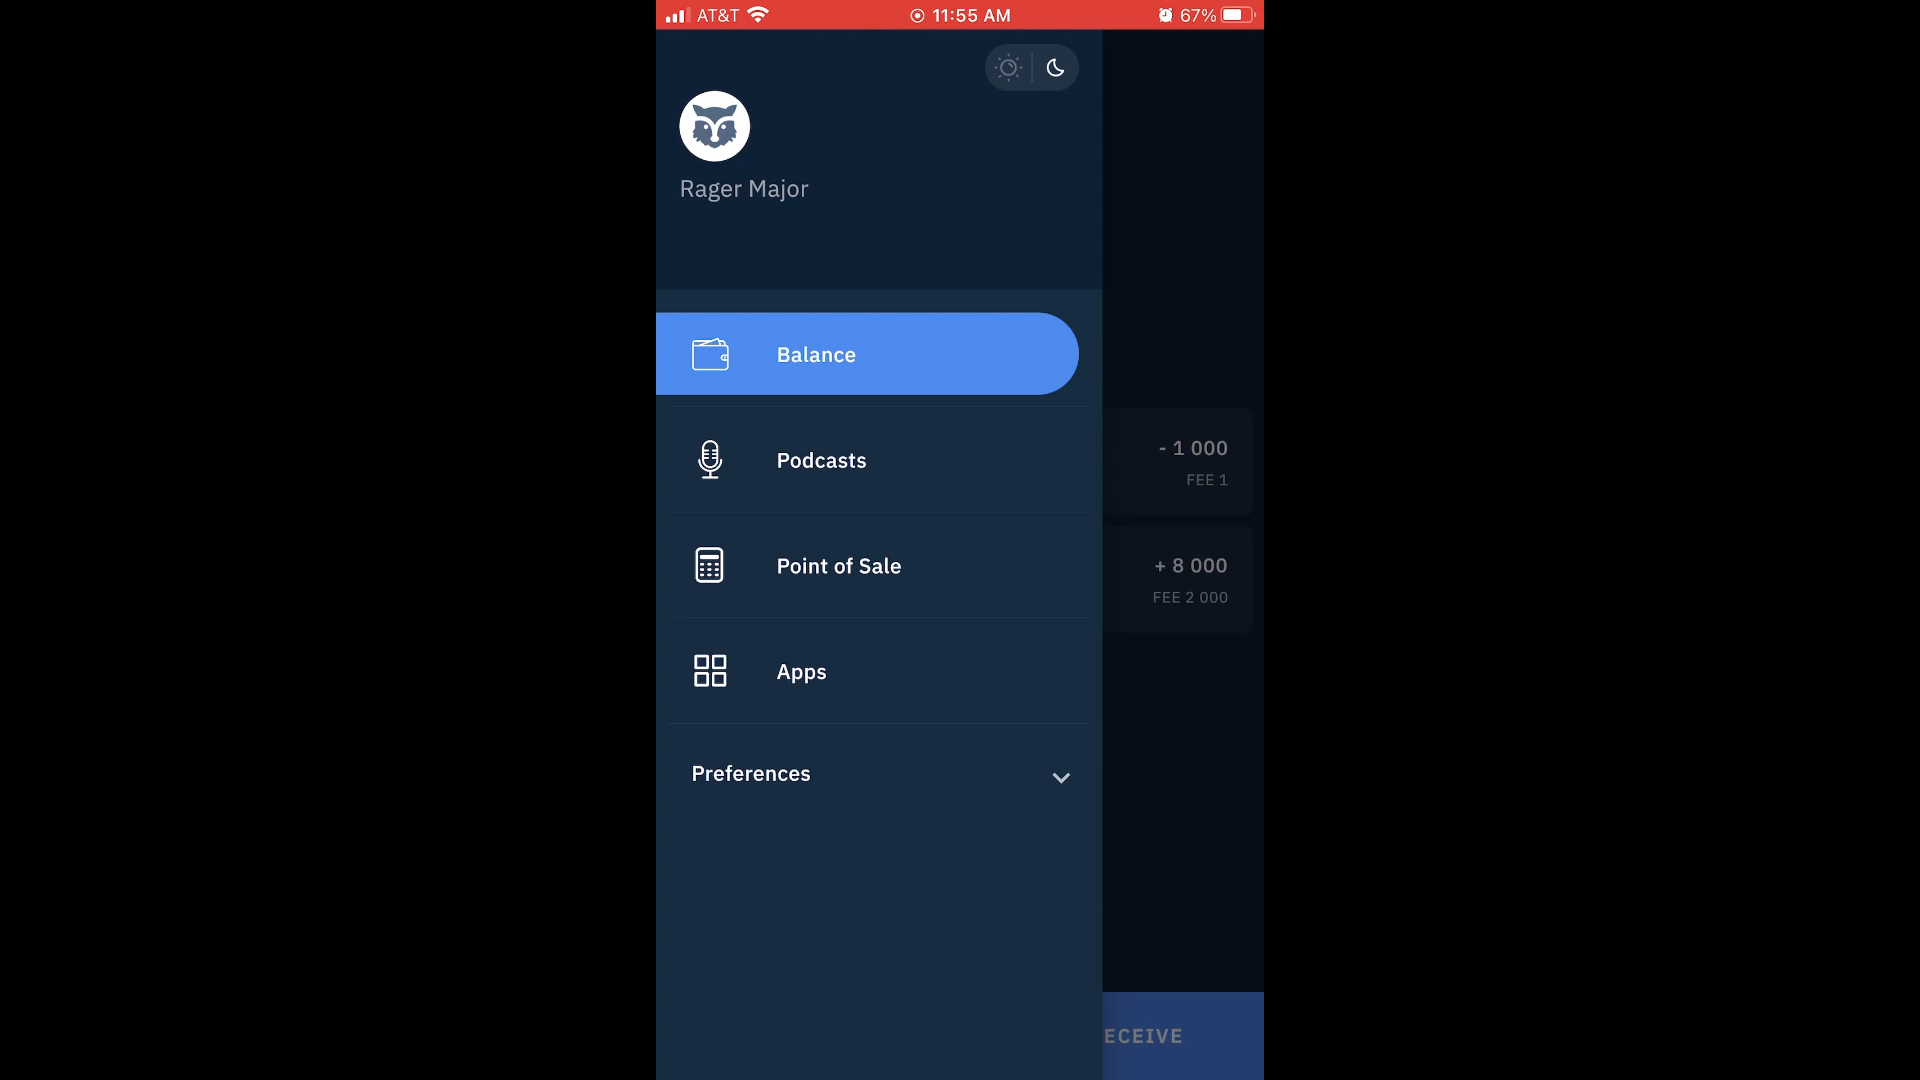 AT&T 11:55 AM 67%
Rager Major
Balance
- 1 000
Podcasts
FEE 1
Point of Sale
+ 8 000
FEE 2 000
Apps
Preferences
ECEIVE